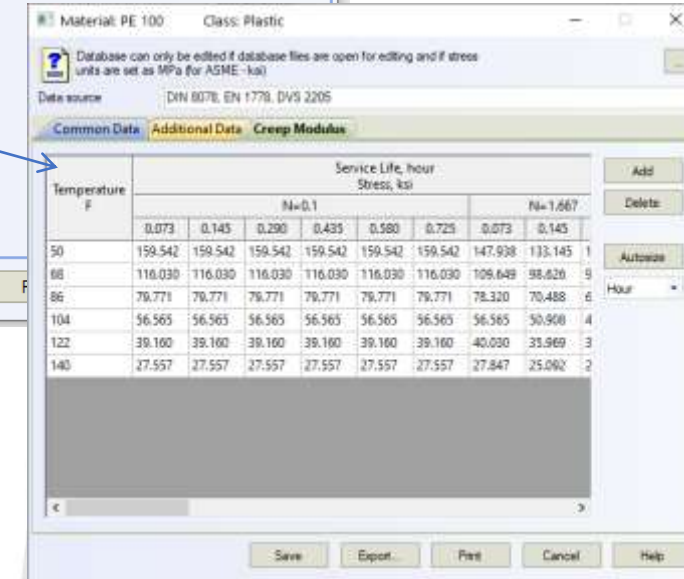 Material: PE 100 Class: Plastic
Database can only be edited if database files are open for editing and if stress
units are set as MPa (for ASME - ksi)
Data source DIN 8078, EN 1778, DVS 2205
Common Data Additional Data Creep Modulus
Service Life, hour
Stress, ksi
Temperature
F
N=0.1 N=1.667
0.073 0.145 0.290 0.435 0.580 0.725 0.073 0.145
50 159.542 159.542 159.542 159.542 159.542 159.542 147.938 133.145 1
68 116.030 116.030 116.030 116.030 116.030 116.030 109.649 98.626 9
86 79.771 79.771 79.771 79.771 79.771 79.771 78.320 70.488 6
104 56.565 56.565 56.565 56.565 56.565 56.565 56.565 50.908 4
122 39.160 39.160 39.160 39.160 39.160 39.160 40.030 35.969 3
140 27.557 27.557 27.557 27.557 27.557 27.557 27.847 25.092 2
Add
Delete
Autosize
Hour
Save Export... Print Cancel Help